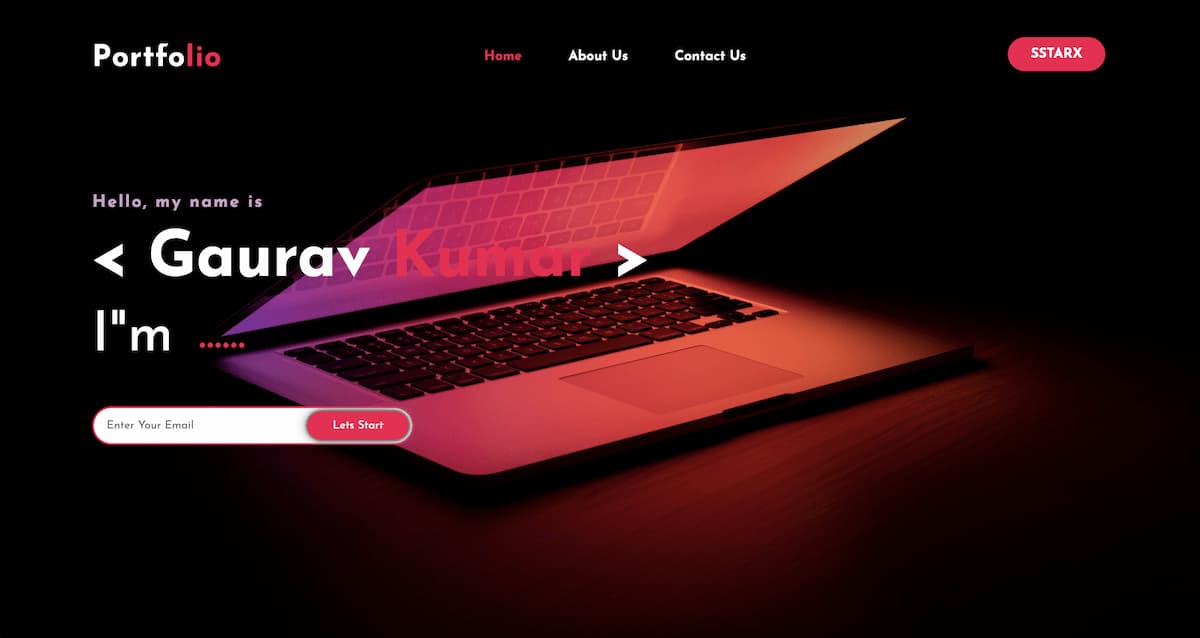 Portfolio
Home About Us Contact Us
SSTARX
Hello, my name is
< Gaurav Kumar >
I"m ......
Enter Your Email Lets Start